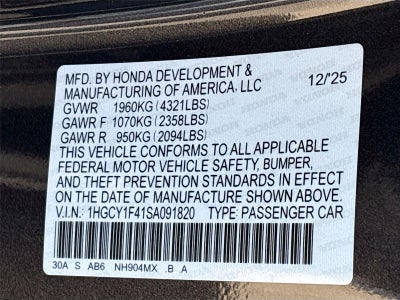 MFD. BY HONDA DEVELOPMENT &
MANUFACTURING OF AMERICA, LLC 12/'25
GVWR 1960KG (4321LBS)
GAWR F 1070KG (2358LBS)
GAWR R 950KG (2094LBS)
THIS VEHICLE CONFORMS TO ALL APPLICABLE
FEDERAL MOTOR VEHICLE SAFETY, BUMPER,
AND THEFT PREVENTION STANDARDS IN EFFECT
ON THE DATE OF MANUFACTURE SHOWN ABOVE.
V.I.N.: 1HGCY1F41SA091820 TYPE: PASSENGER CAR
30A S AB6 NH904MX .B A